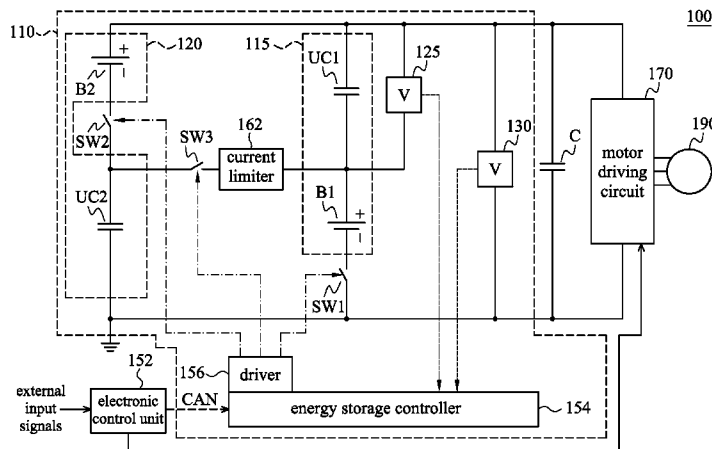 100
110
120
115
125
170
+
−
B2
UC1
V
162
SW3
SW2
current
limiter
130
V
C
190
motor
driving
circuit
UC2
B1
+
−
SW1
156
driver
152
external
input
signals
electronic
control unit
CAN
energy storage controller
154